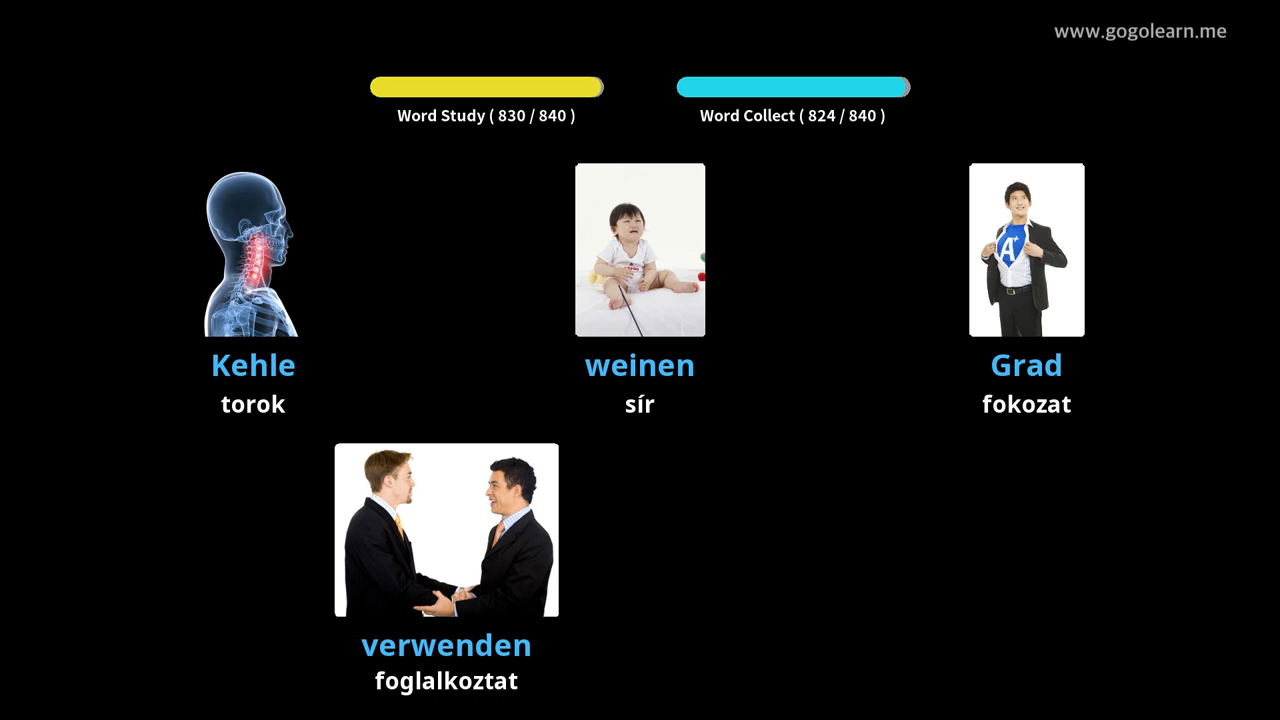 www.gogolearn.me
Word Study ( 830 / 840 )
Word Collect ( 824 / 840 )
A+
Kehle
torok
weinen
sír
Grad
fokozat
verwenden
foglalkoztat